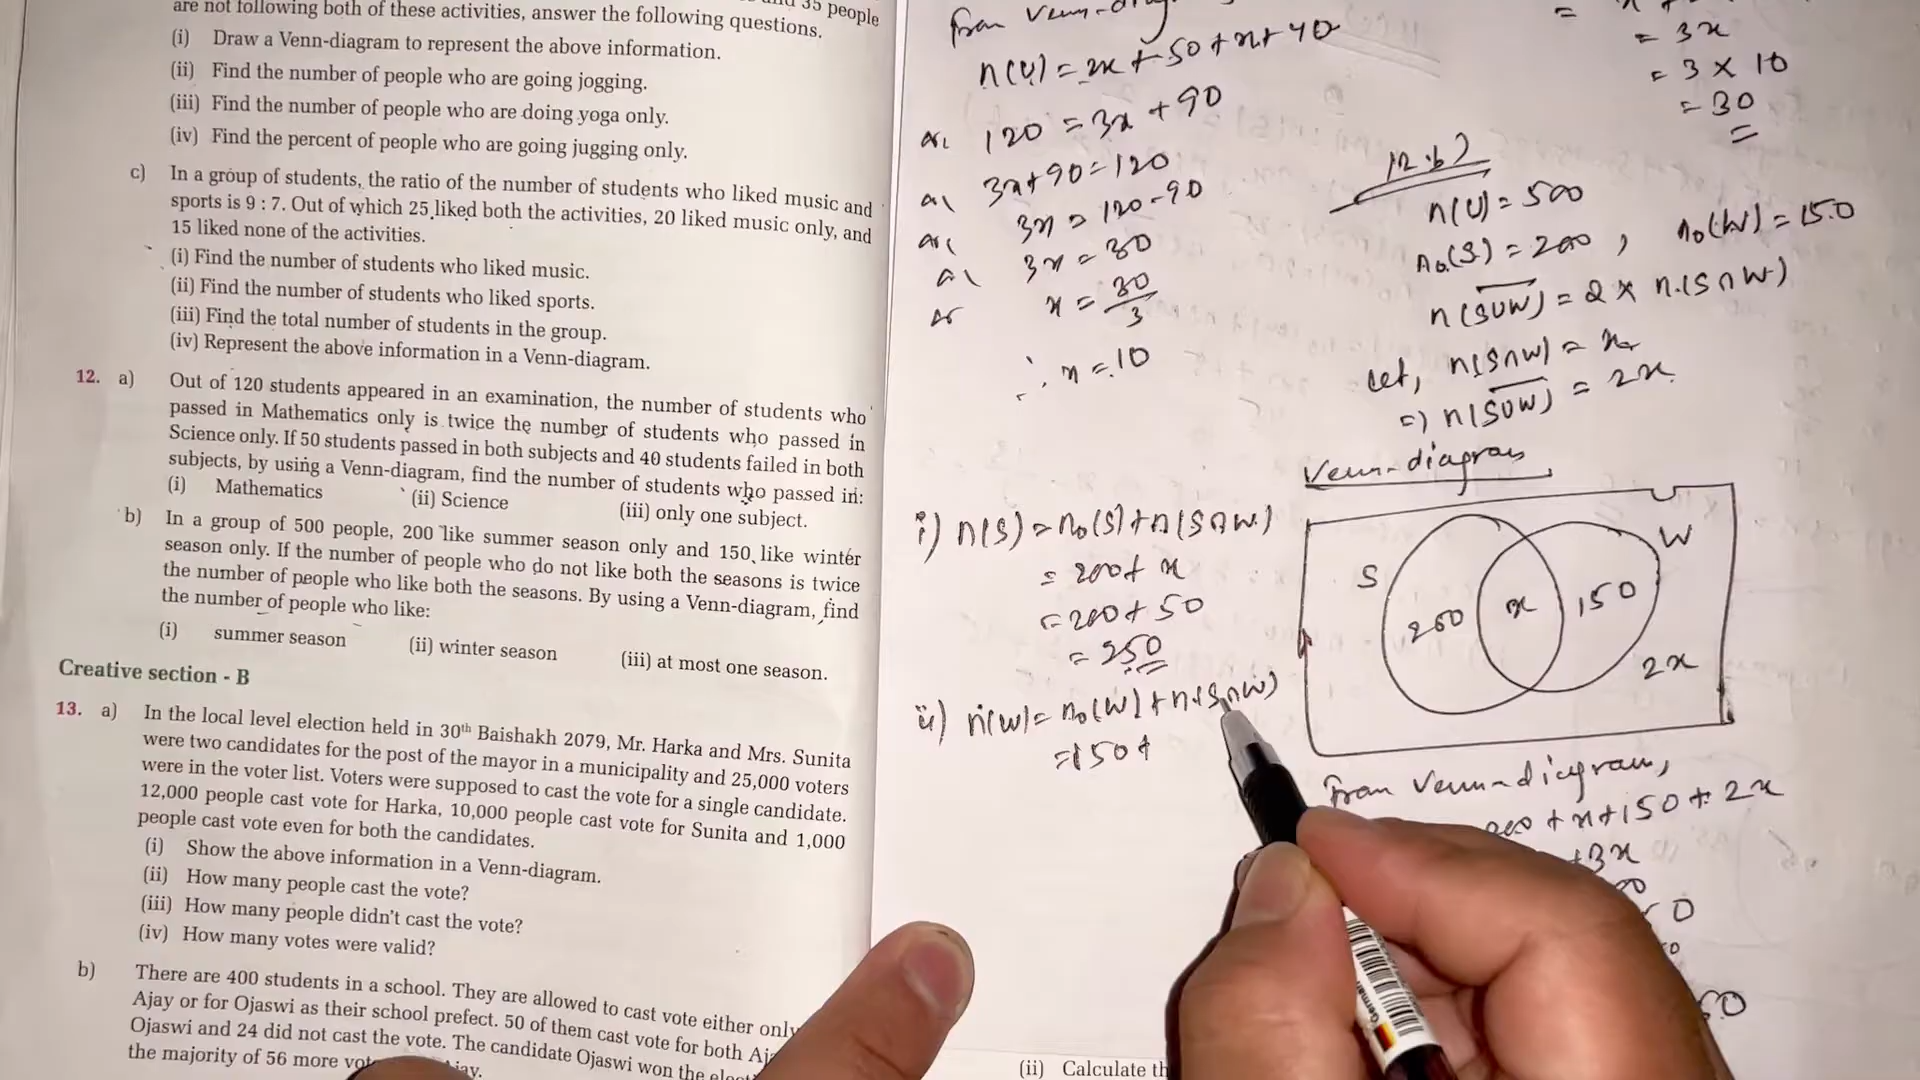 35 people
are not following both of these activities, answer the following questions.
(i) Draw a Venn-diagram to represent the above information.
(ii) Find the number of people who are going jogging.
(iii) Find the number of people who are doing yoga only.
(iv) Find the percent of people who are going jugging only.
c) In a group of students, the ratio of the number of students who liked music and
sports is 9 : 7. Out of which 25 liked both the activities, 20 liked music only, and
15 liked none of the activities.
(i) Find the number of students who liked music.
(ii) Find the number of students who liked sports.
(iii) Find the total number of students in the group.
(iv) Represent the above information in a Venn-diagram.
12. a) Out of 120 students appeared in an examination, the number of students who
passed in Mathematics only is twice the number of students who passed in
Science only. If 50 students passed in both subjects and 40 students failed in both
subjects, by using a Venn-diagram, find the number of students who passed in:
(i) Mathematics (ii) Science (iii) only one subject.
b) In a group of 500 people, 200 like summer season only and 150 like winter
season only. If the number of people who do not like both the seasons is twice
the number of people who like both the seasons. By using a Venn-diagram, find
the number of people who like:
(i) summer season (ii) winter season (iii) at most one season.
Creative section - B
13. a) In the local level election held in 30th Baishakh 2079, Mr. Harka and Mrs. Sunita
were two candidates for the post of the mayor in a municipality and 25,000 voters
were in the voter list. Voters were supposed to cast the vote for a single candidate.
12,000 people cast vote for Harka, 10,000 people cast vote for Sunita and 1,000
people cast vote even for both the candidates.
(i) Show the above information in a Venn-diagram.
(ii) How many people cast the vote?
(iii) How many people didn't cast the vote?
(iv) How many votes were valid?
b) There are 400 students in a school. They are allowed to cast vote either only
Ajay or for Ojaswi as their school prefect. 50 of them cast vote for both
Ojaswi and 24 did not cast the vote. The candidate Ojaswi won the
the majority of 56 more
From Venn-diagram
n(U) = 2x + 50 + x + 40
or, 120 = 3x + 90
or, 3x + 90 = 120
or, 3x = 120 - 90
or, 3x = 30
or x = 30/3
∴ x = 10
i) n(S) = n₀(S) + n(S∩W)
= 200 + x
= 200 + 50
= 250
ii) n(W) = n₀(W) + n(S∩W)
= 150 +
= 3x
= 3 × 10
= 30
12.b)
n(U) = 500
n₀(S) = 200, n₀(W) = 150
n(S̅U̅W̅) = 2 × n(S∩W)
Let, n(S∩W) = x
=) n(S̅U̅W̅) = 2x
Venn-diagram
U
S
W
200
x
150
2x
From Venn-diagram,
200 + x + 150 + 2x
+ 3x
(ii) Calculate